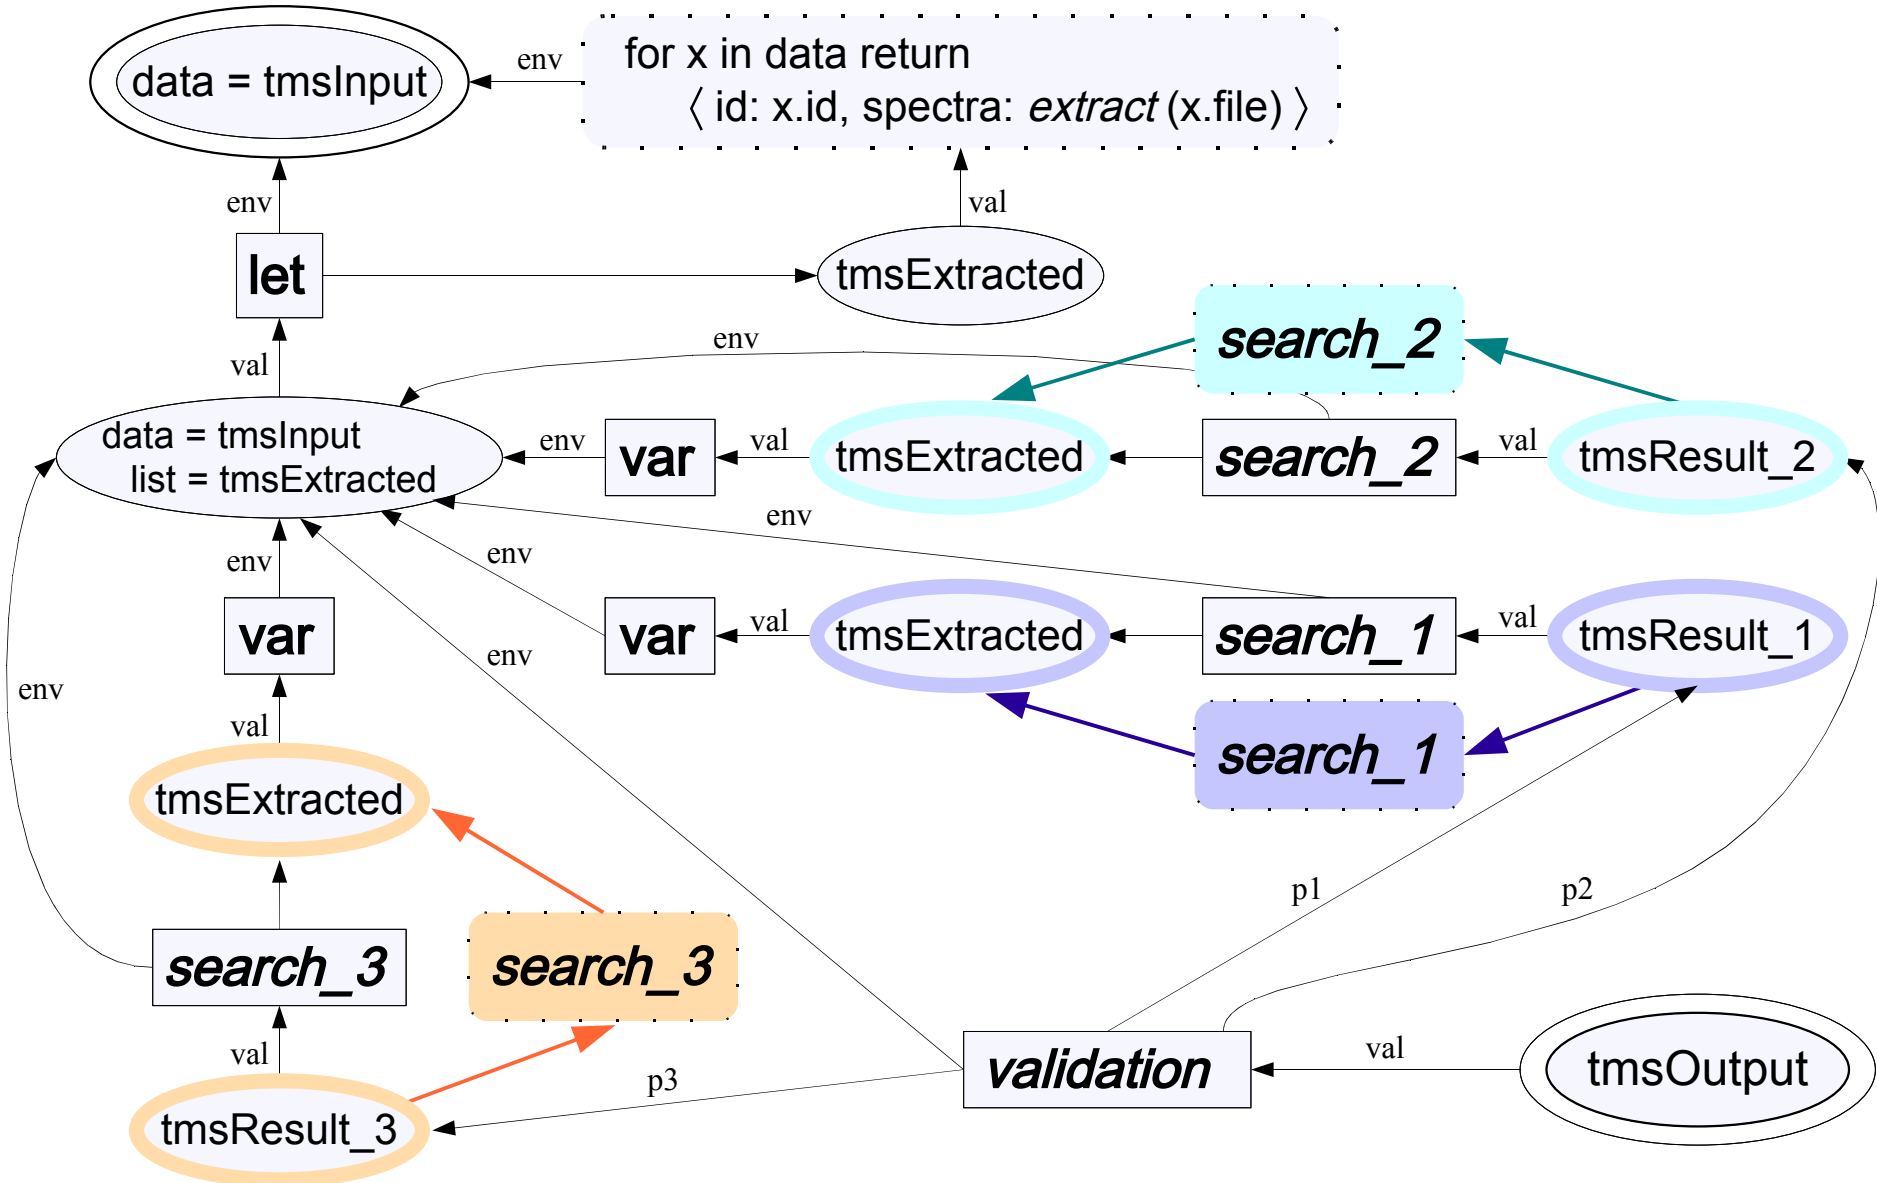 data = tmsInput
env
for x in data return
⟨ id: x.id, spectra: extract (x.file) ⟩
env
val
let
tmsExtracted
search_2
env
val
data = tmsInput
list = tmsExtracted
env
var
val
tmsExtracted
search_2
val
tmsResult_2
env
env
env
var
var
val
tmsExtracted
search_1
val
tmsResult_1
env
env
val
search_1
tmsExtracted
p1
p2
search_3
search_3
val
p3
validation
val
tmsOutput
tmsResult_3